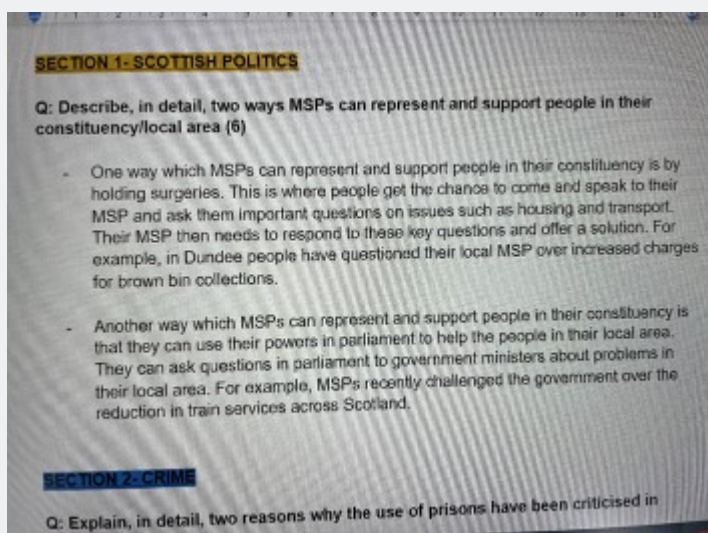 SECTION 1- SCOTTISH POLITICS
Q: Describe, in detail, two ways MSPs can represent and support people in their
constituency/local area (6)
- One way which MSPs can represent and support people in their constituency is by
holding surgeries. This is where people get the chance to come and speak to their
MSP and ask them important questions on issues such as housing and transport.
Their MSP then needs to respond to these key questions and offer a solution. For
example, in Dundee people have questioned their local MSP over increased charges
for brown bin collections.
- Another way which MSPs can represent and support people in their constituency is
that they can use their powers in parliament to help the people in their local area.
They can ask questions in parliament to government ministers about problems in
their local area. For example, MSPs recently challenged the government over the
reduction in train services across Scotland.
SECTION 2- CRIME
Q: Explain, in detail, two reasons why the use of prisons have been criticised in